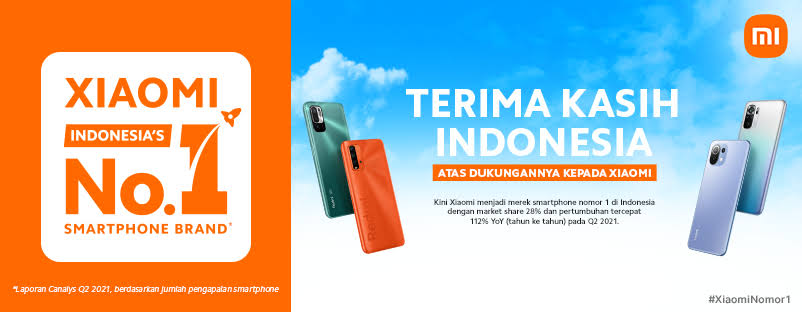 XIAOMI
INDONESIA'S
No.1
SMARTPHONE BRAND*
*Laporan Canalys Q2 2021, berdasarkan jumlah pengapalan smartphone
mi
TERIMA KASIH
INDONESIA
ATAS DUKUNGANNYA KEPADA XIAOMI
Kini Xiaomi menjadi merek smartphone nomor 1 di Indonesia
dengan market share 28% dan pertumbuhan tercepat
112% YoY (tahun ke tahun) pada Q2 2021.
Redmi
#XiaomiNomor1